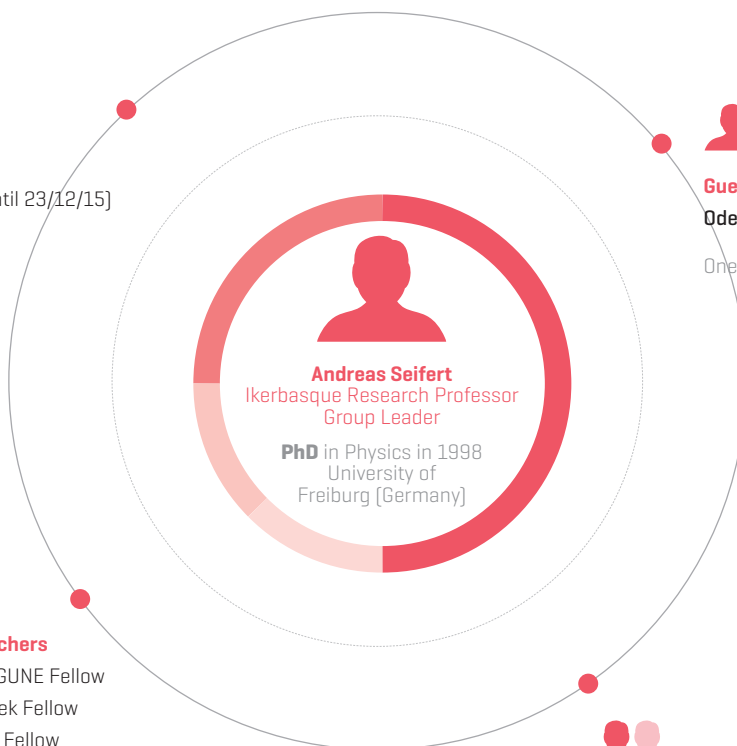 til 23/12/15)
Gue
Ode
One
Andreas Seifert
Ikerbasque Research Professor
Group Leader
PhD in Physics in 1998
University of
Freiburg (Germany)
chers
GUNE Fellow
ek Fellow
Fellow